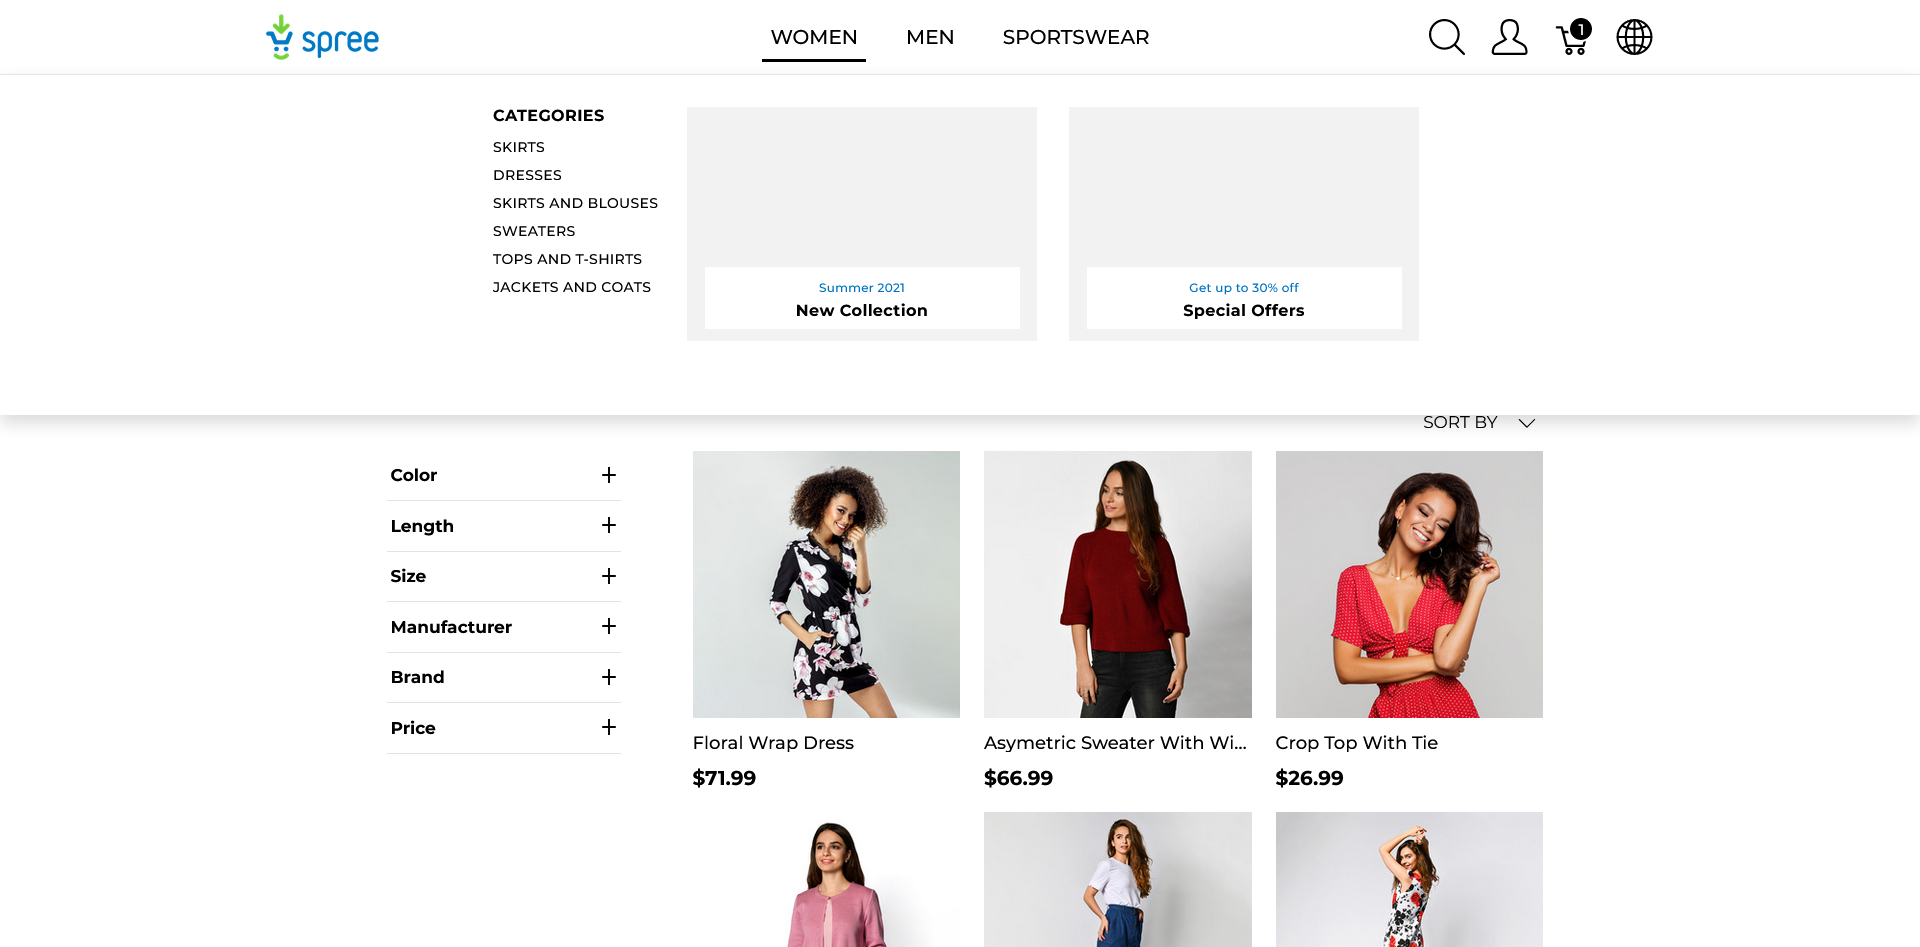 spree
WOMEN
MEN
SPORTSWEAR
1
CATEGORIES
SKIRTS
DRESSES
SKIRTS AND BLOUSES
SWEATERS
TOPS AND T-SHIRTS
JACKETS AND COATS
Summer 2021
New Collection
Get up to 30% off
Special Offers
SORT BY
Color
Length
Size
Manufacturer
Brand
Price
Floral Wrap Dress
$71.99
Asymetric Sweater With Wi...
$66.99
Crop Top With Tie
$26.99